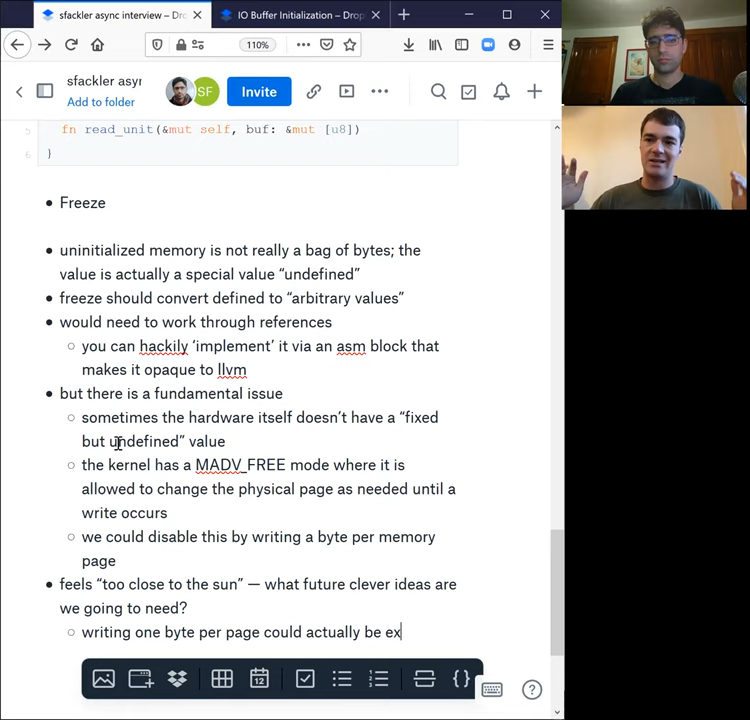 sfackler async interview – Dro
IO Buffer Initialization – Drop
110%
sfackler asyr
Add to folder
SF
Invite
5 fn read_unit(&mut self, buf: &mut [u8])
6 }
Freeze
uninitialized memory is not really a bag of bytes; the
value is actually a special value “undefined”
freeze should convert defined to “arbitrary values”
would need to work through references
you can hackily ‘implement’ it via an asm block that
makes it opaque to llvm
but there is a fundamental issue
sometimes the hardware itself doesn’t have a “fixed
but undefined” value
the kernel has a MADV_FREE mode where it is
allowed to change the physical page as needed until a
write occurs
we could disable this by writing a byte per memory
page
feels “too close to the sun” — what future clever ideas are
we going to need?
writing one byte per page could actually be ex